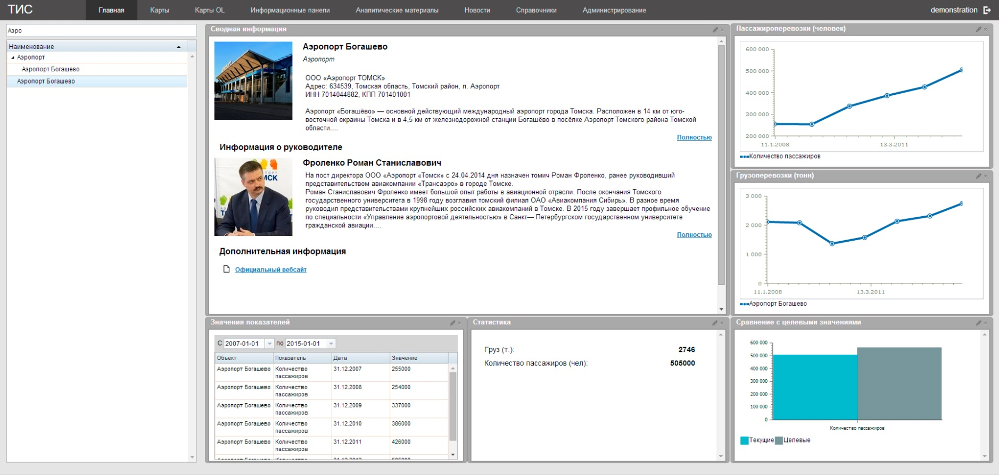 ТИС
Главная
Карты
Карты OL
Информационные панели
Аналитические материалы
Новости
Справочники
Администрирование
demonstration
Аэро
Наименование
Аэропорт
Аэропорт Богашево
Аэропорт Богашево
Сводная информация
Аэропорт Богашево
Аэропорт
ООО «Аэропорт ТОМСК»
Адрес: 634539, Томская область, Томский район, п. Аэропорт
ИНН 7014044882, КПП 701401001
Аэропорт «Богашёво» — основной действующий международный аэропорт города Томска. Расположен в 14 км от юго-
восточной окраины Томска и в 4,5 км от железнодорожной станции Богашёво в посёлке Аэропорт Томского района Томской
области....
Полностью
Информация о руководителе
Фроленко Роман Станиславович
На пост директора ООО «Аэропорт «Томск» с 24.04.2014 дня назначен томич Роман Фроленко, ранее руководивший
представительством авиакомпании «Трансаэро» в городе Томске.
Роман Станиславович Фроленко имеет большой опыт работы в авиационной отрасли. После окончания Томского
государственного университета в 1998 году возглавил томский филиал ОАО «Авиакомпания Сибирь». В разное время
руководил представительствами крупнейших российских авиакомпаний в Томске. В 2015 году завершает профильное обучение
по специальности «Управление аэропортовой деятельностью» в Санкт— Петербургском государственном университете
гражданской авиации....
Полностью
Дополнительная информация
Официальный вебсайт
Пассажироперевозки (человек)
600 000
500 000
400 000
300 000
200 000
11.1.2008
13.3.2011
Количество пассажиров
Грузоперевозки (тонн)
3 000
2 000
1 000
0
11.1.2008
13.3.2011
Аэропорт Богашево
Значения показателей
С 2007-01-01 по 2015-01-01
Объект Показатель Дата Значение
Аэропорт Богашево Количество пассажиров 31.12.2007 255000
Аэропорт Богашево Количество пассажиров 31.12.2008 254000
Аэропорт Богашево Количество пассажиров 31.12.2009 337000
Аэропорт Богашево Количество пассажиров 31.12.2010 386000
Аэропорт Богашево Количество пассажиров 31.12.2011 426000
Статистика
Груз (т.): 2746
Количество пассажиров (чел): 505000
Сравнение с целевыми значениями
600 000
500 000
400 000
300 000
200 000
100 000
0
Количество пассажиров
Текущие Целевые